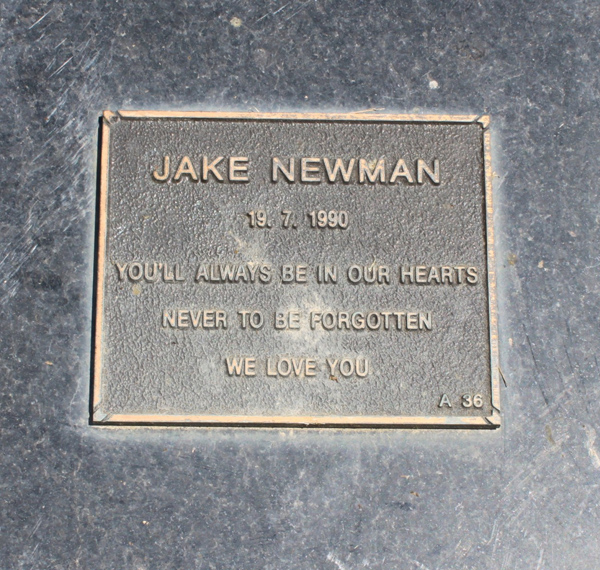 JAKE NEWMAN
19. 7. 1990
YOU'LL ALWAYS BE IN OUR HEARTS
NEVER TO BE FORGOTTEN
WE LOVE YOU
A 36